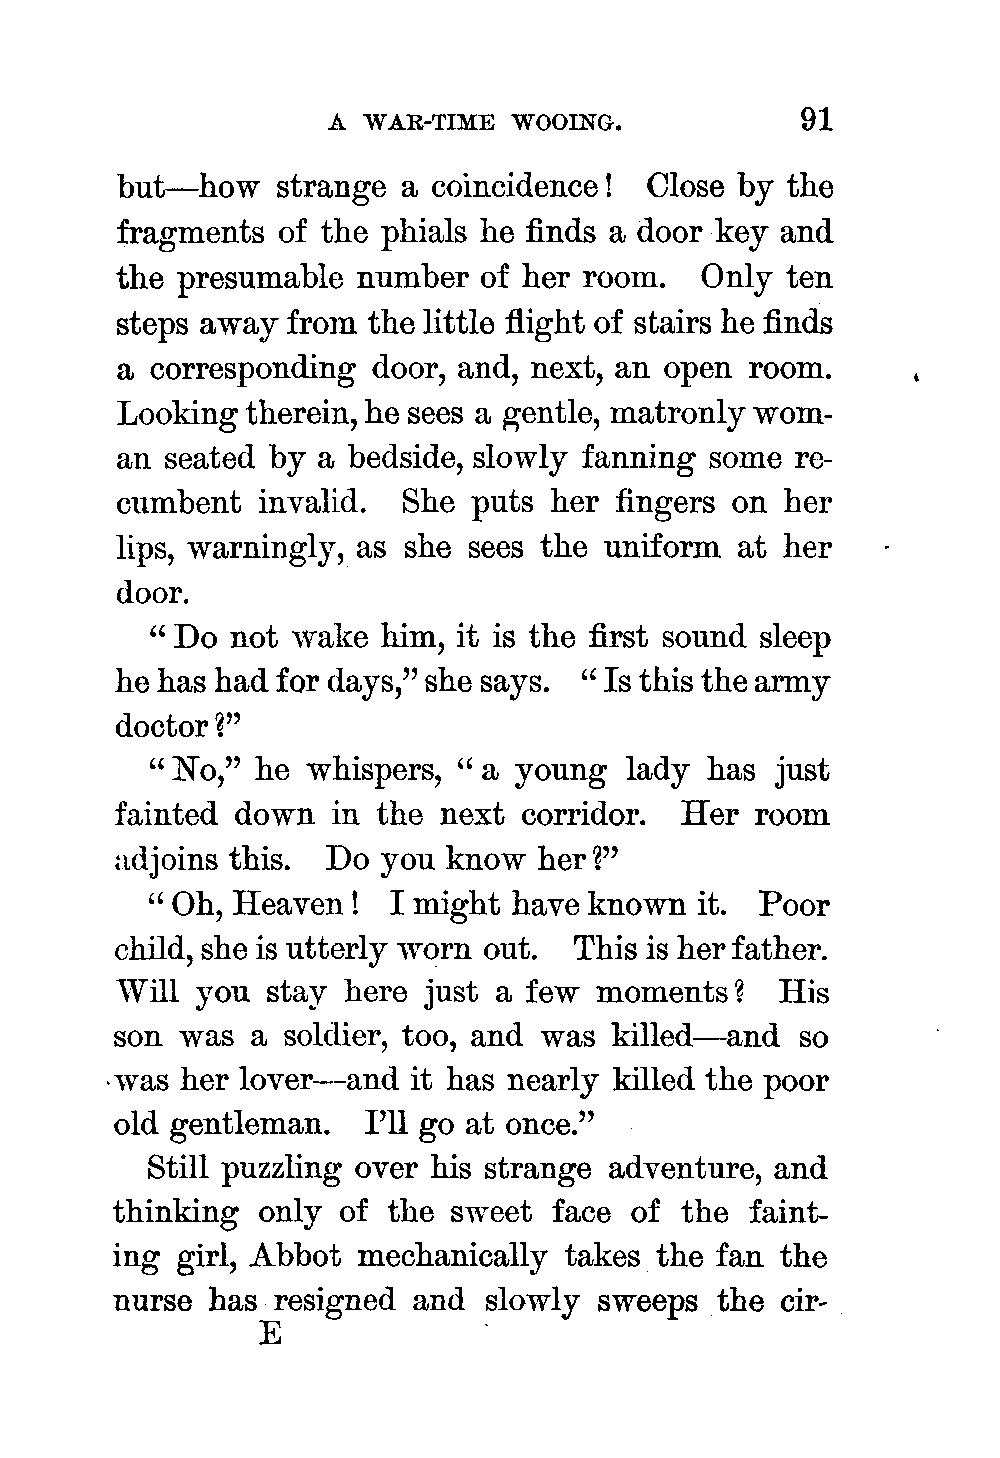 A WAR-TIME WOOING. 91
but—how strange a coincidence! Close by the
fragments of the phials he finds a door key and
the presumable number of her room. Only ten
steps away from the little flight of stairs he finds
a corresponding door, and, next, an open room.
Looking therein, he sees a gentle, matronly wom-
an seated by a bedside, slowly fanning some re-
cumbent invalid. She puts her fingers on her
lips, warningly, as she sees the uniform at her
door.
“Do not wake him, it is the first sound sleep
he has had for days,” she says. “Is this the army
doctor?”
“No,” he whispers, “a young lady has just
fainted down in the next corridor. Her room
adjoins this. Do you know her?”
“Oh, Heaven! I might have known it. Poor
child, she is utterly worn out. This is her father.
Will you stay here just a few moments? His
son was a soldier, too, and was killed—and so
was her lover—and it has nearly killed the poor
old gentleman. I’ll go at once.”
Still puzzling over his strange adventure, and
thinking only of the sweet face of the faint-
ing girl, Abbot mechanically takes the fan the
nurse has resigned and slowly sweeps the cir-
E